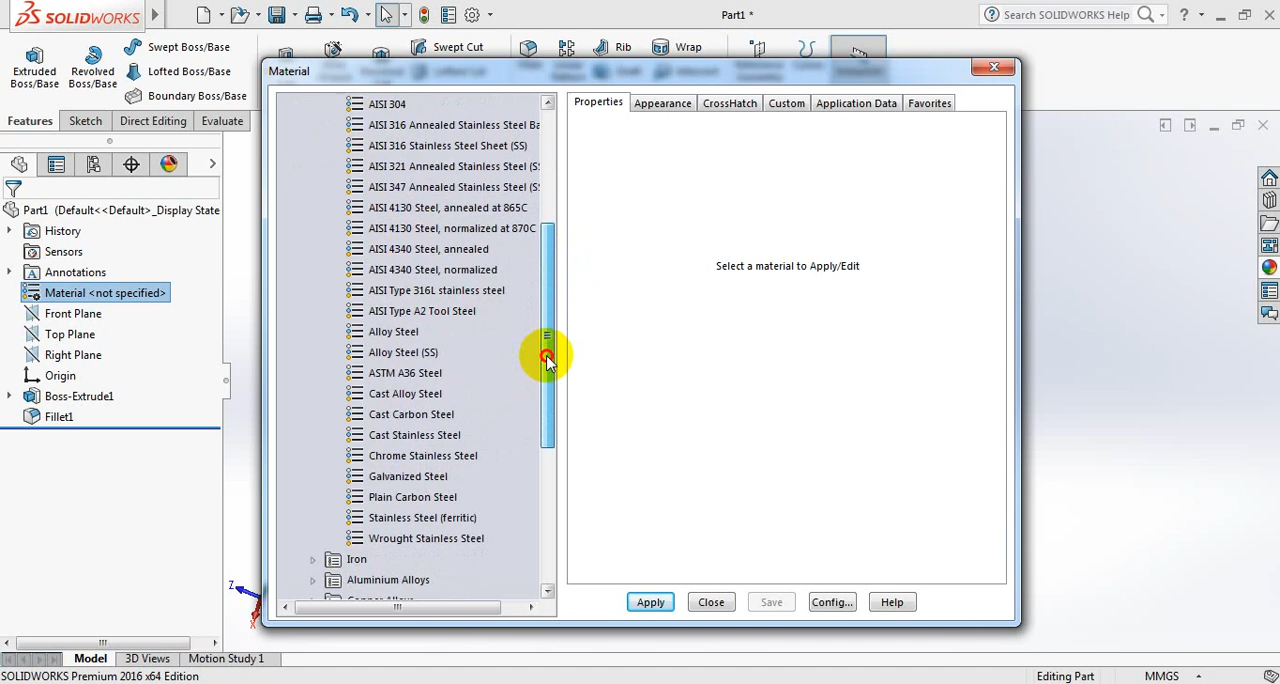 SOLIDWORKS
Part1 *
Search SOLIDWORKS Help
?
Extruded Boss/Base
Revolved Boss/Base
Swept Boss/Base
Lofted Boss/Base
Boundary Boss/Base
Swept Cut
Rib
Wrap
Features
Sketch
Direct Editing
Evaluate
Part1 (Default<<Default>_Display State
History
Sensors
Annotations
Material <not specified>
Front Plane
Top Plane
Right Plane
Origin
Boss-Extrude1
Fillet1
Material
AISI 304
AISI 316 Annealed Stainless Steel Ba
AISI 316 Stainless Steel Sheet (SS)
AISI 321 Annealed Stainless Steel (SS
AISI 347 Annealed Stainless Steel (SS
AISI 4130 Steel, annealed at 865C
AISI 4130 Steel, normalized at 870C
AISI 4340 Steel, annealed
AISI 4340 Steel, normalized
AISI Type 316L stainless steel
AISI Type A2 Tool Steel
Alloy Steel
Alloy Steel (SS)
ASTM A36 Steel
Cast Alloy Steel
Cast Carbon Steel
Cast Stainless Steel
Chrome Stainless Steel
Galvanized Steel
Plain Carbon Steel
Stainless Steel (ferritic)
Wrought Stainless Steel
Iron
Aluminium Alloys
Properties
Appearance
CrossHatch
Custom
Application Data
Favorites
Select a material to Apply/Edit
Apply
Close
Save
Config...
Help
Z
X
Model
3D Views
Motion Study 1
SOLIDWORKS Premium 2016 x64 Edition
Editing Part
MMGS